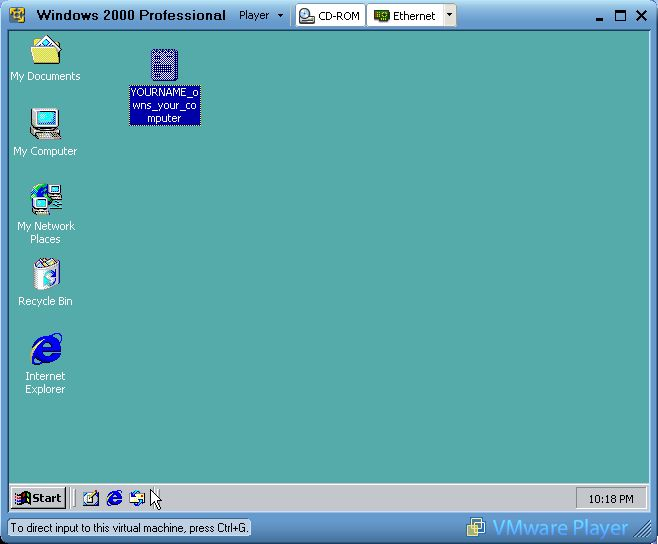 Windows 2000 Professional Player CD-ROM Ethernet
My Documents
YOURNAME_o
wns_your_co
mputer
My Computer
My Network
Places
Recycle Bin
Internet
Explorer
Start 10:18 PM
To direct input to this virtual machine, press Ctrl+G. VMware Player